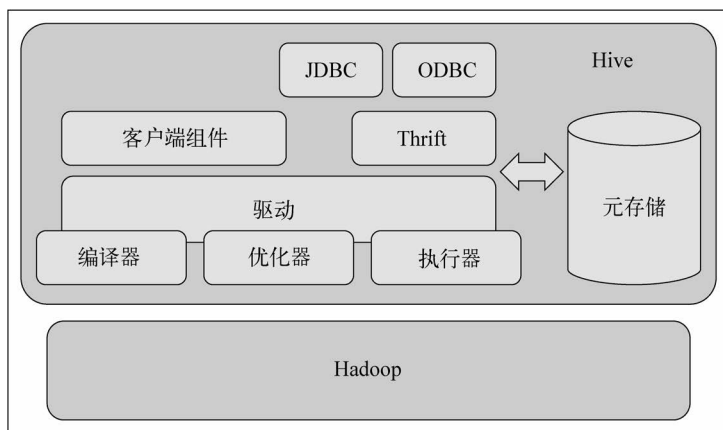 JDBC
ODBC
Hive
客户端组件
Thrift
元存储
驱动
编译器
优化器
执行器
Hadoop